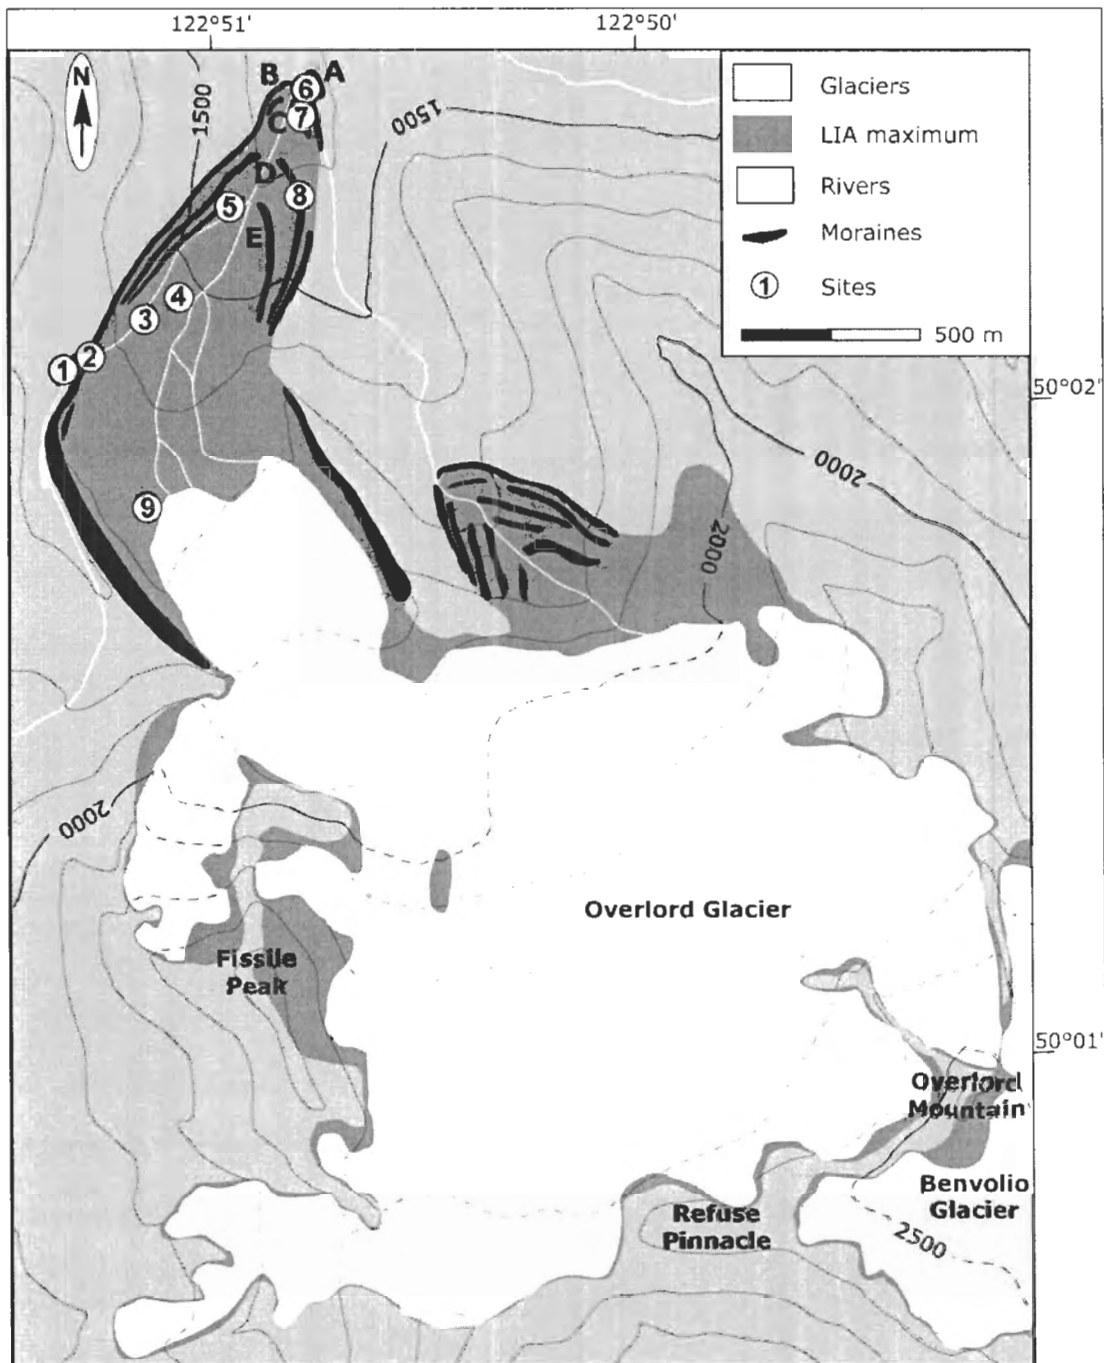 122°51'
122°50'
N
Glaciers
LIA maximum
Rivers
Moraines
1
Sites
500 m
1500
1500
B
A
6
7
C
D
5
8
E
4
3
1
2
9
50°02'
2000
2000
2000
Overlord Glacier
Fissile
Peak
50°01'
Overlord
Mountain
Benvolio
Glacier
Refuse
Pinnacle
2500